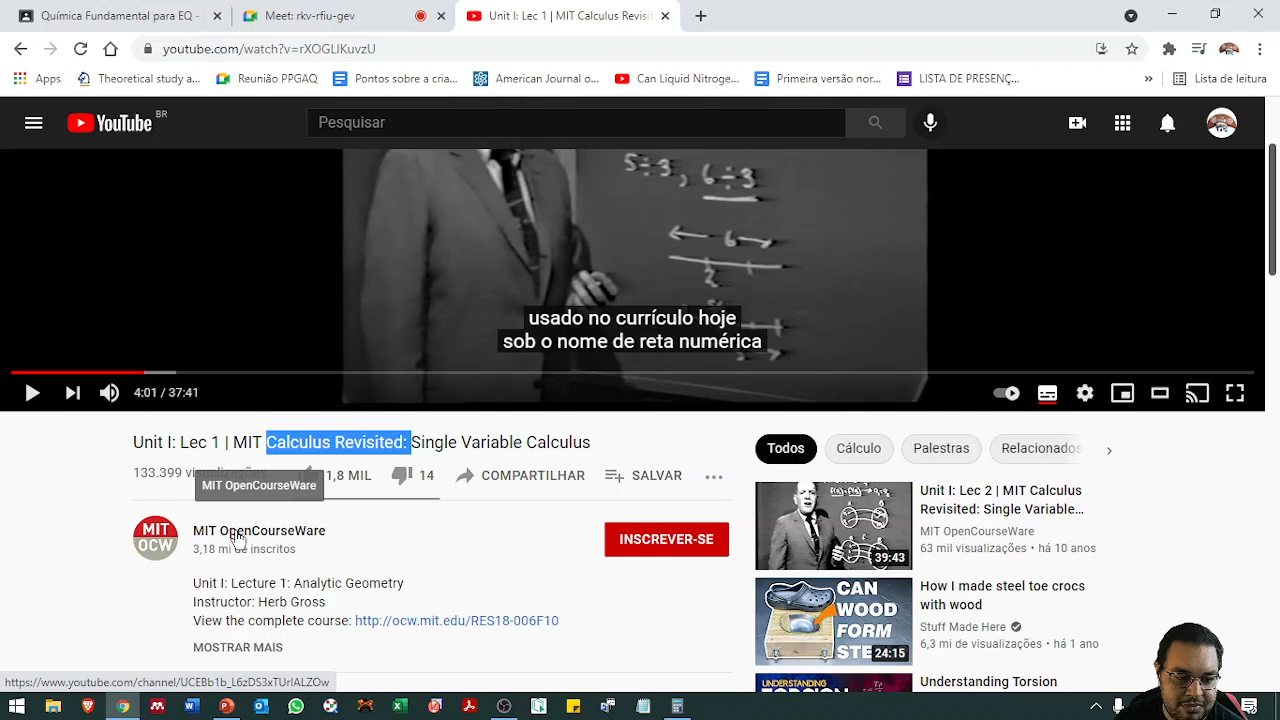 Química Fundamental para EQ -
Meet: rkv-rfiu-gev
Unit I: Lec 1 | MIT Calculus Revisit
youtube.com/watch?v=rXOGLlKuvzU
Apps
Theoretical study a...
Reunião PPGAQ
Pontos sobre a cria...
American Journal o...
Can Liquid Nitroge...
Primeira versão nor...
LISTA DE PRESENÇ...
»
Lista de leitura
YouTube BR
Pesquisar
5÷3, 6÷3
6
usado no currículo hoje
sob o nome de reta numérica
4:01 / 37:41
Unit I: Lec 1 | MIT Calculus Revisited: Single Variable Calculus
133.399 visualizações
1,8 MIL
14
COMPARTILHAR
SALVAR
MIT OpenCourseWare
MIT
OCW
MIT OpenCourseWare
3,18 mi de inscritos
INSCREVER-SE
Unit I: Lecture 1: Analytic Geometry
Instructor: Herb Gross
View the complete course: http://ocw.mit.edu/RES18-006F10
MOSTRAR MAIS
Todos
Cálculo
Palestras
Relacionados
39:43
Unit I: Lec 2 | MIT Calculus
Revisited: Single Variable...
MIT OpenCourseWare
63 mil visualizações • há 10 anos
CAN
WOOD
FORM
STE
24:15
How I made steel toe crocs
with wood
Stuff Made Here
6,3 mi de visualizações • há 1 ano
UNDERSTANDING
Understanding Torsion
https://www.youtube.com/channel/UCEBb1b_L6zDS3xTUrIALZOw